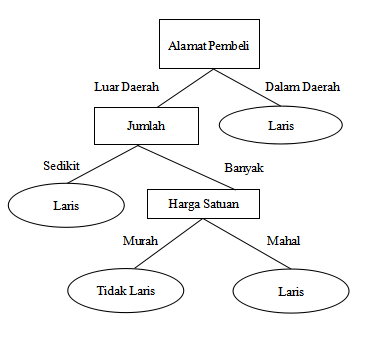 Alamat Pembeli
Luar Daerah
Dalam Daerah
Jumlah
Laris
Sedikit
Banyak
Laris
Harga Satuan
Murah
Mahal
Tidak Laris
Laris